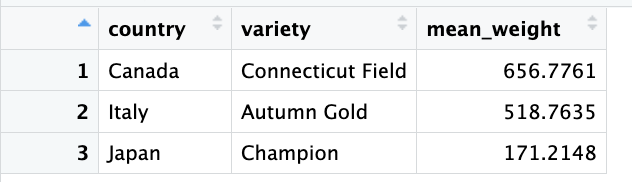 country variety mean_weight
1 Canada Connecticut Field 656.7761
2 Italy Autumn Gold 518.7635
3 Japan Champion 171.2148